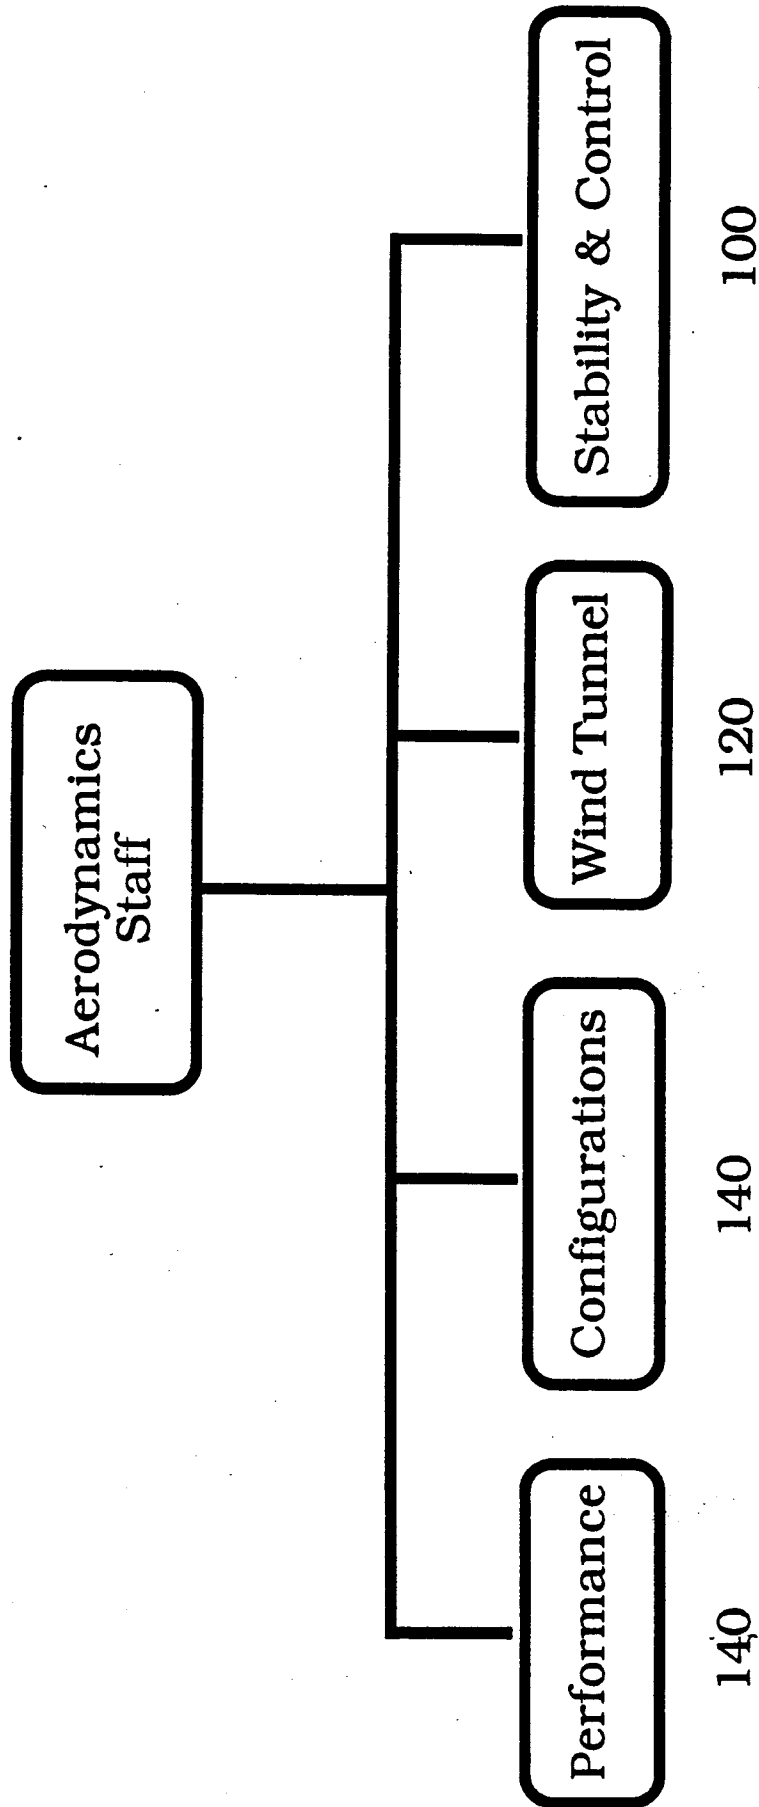 Aerodynamics
Staff
Performance
Configurations
Wind Tunnel
Stability & Control
140
140
120
100